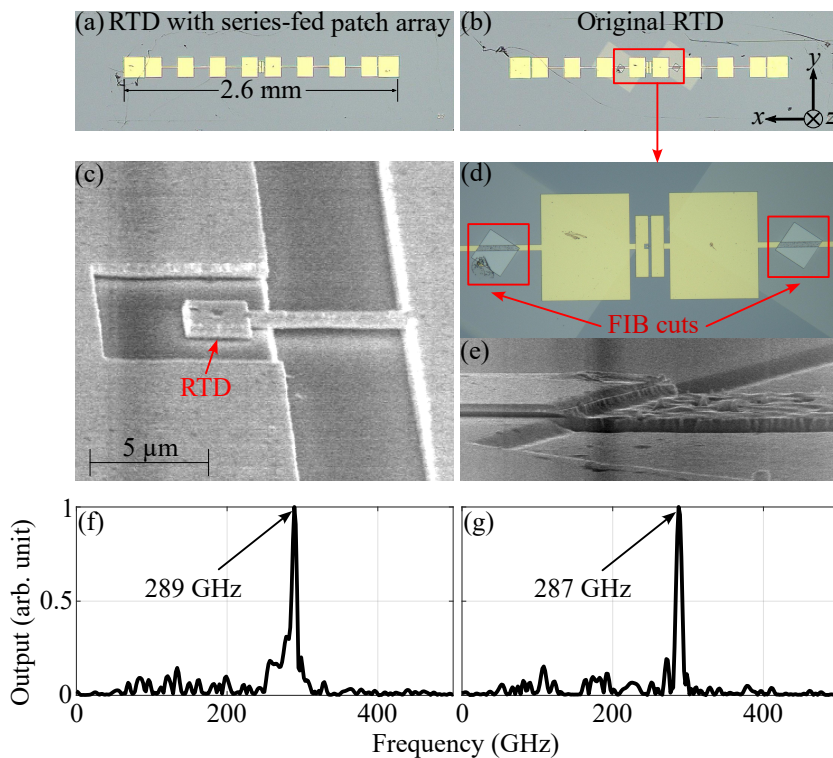 (a) RTD with series-fed patch array
2.6 mm
(b) Original RTD
y
x
z
(c)
RTD
5 µm
(d)
FIB cuts
(e)
(f)
289 GHz
(g)
287 GHz
Output (arb. unit)
1
0.5
0
0
200
400
0
200
400
Frequency (GHz)